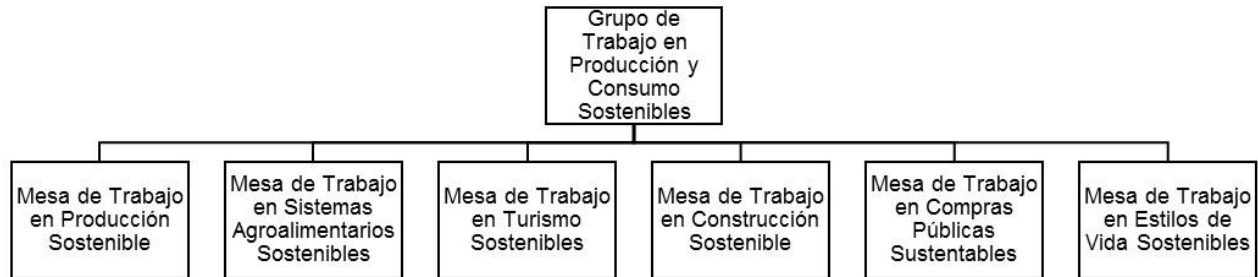 Grupo de
Trabajo en
Producción y
Consumo
Sostenibles
Mesa de Trabajo
en Producción
Sostenible
Mesa de Trabajo
en Sistemas
Agroalimentarios
Sostenibles
Mesa de Trabajo
en Turismo
Sostenibles
Mesa de Trabajo
en Construcción
Sostenible
Mesa de Trabajo
en Compras
Públicas
Sustentables
Mesa de Trabajo
en Estilos de
Vida Sostenibles